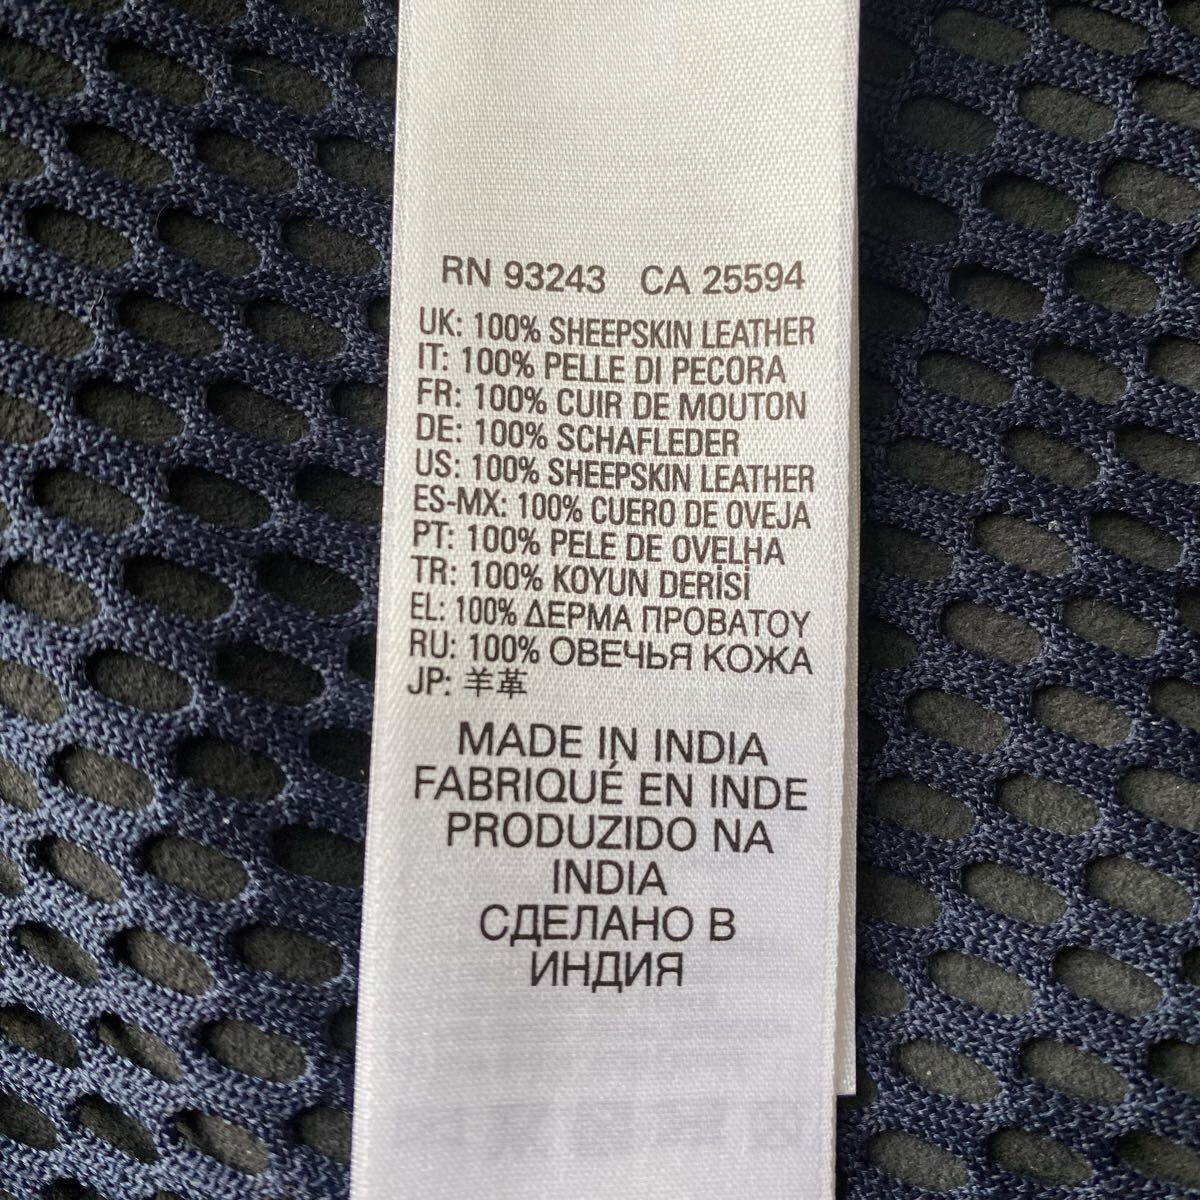 RN 93243 CA 25594
UK: 100% SHEEPSKIN LEATHER
IT: 100% PELLE DI PECORA
FR: 100% CUIR DE MOUTON
DE: 100% SCHAFLEDER
US: 100% SHEEPSKIN LEATHER
ES-MX: 100% CUERO DE OVEJA
PT: 100% PELE DE OVELHA
TR: 100% KOYUN DERİSİ
EL: 100% ΔΕΡΜΑ ΠΡΟΒΑΤΟΥ
RU: 100% ОВЕЧЬЯ КОЖА
JP: 羊革
MADE IN INDIA
FABRIQUÉ EN INDE
PRODUZIDO NA
INDIA
СДЕЛАНО В
ИНДИЯ